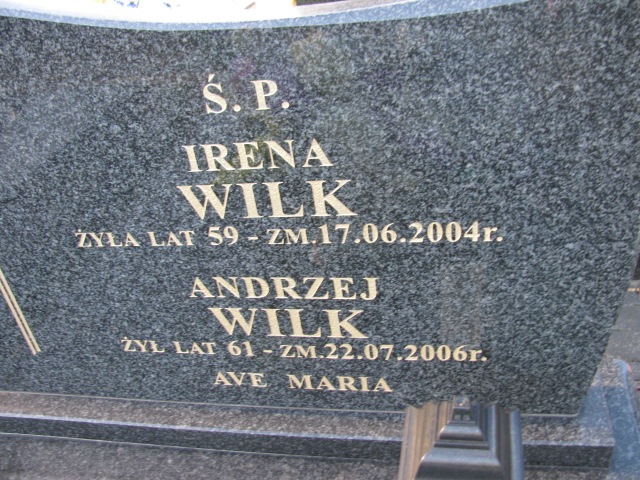 Ś. P.
IRENA
WILK
ŻYŁA LAT 59 - ZM.17.06.2004r.
ANDRZEJ
WILK
ŻYŁ LAT 61 - ZM.22.07.2006r.
AVE MARIA